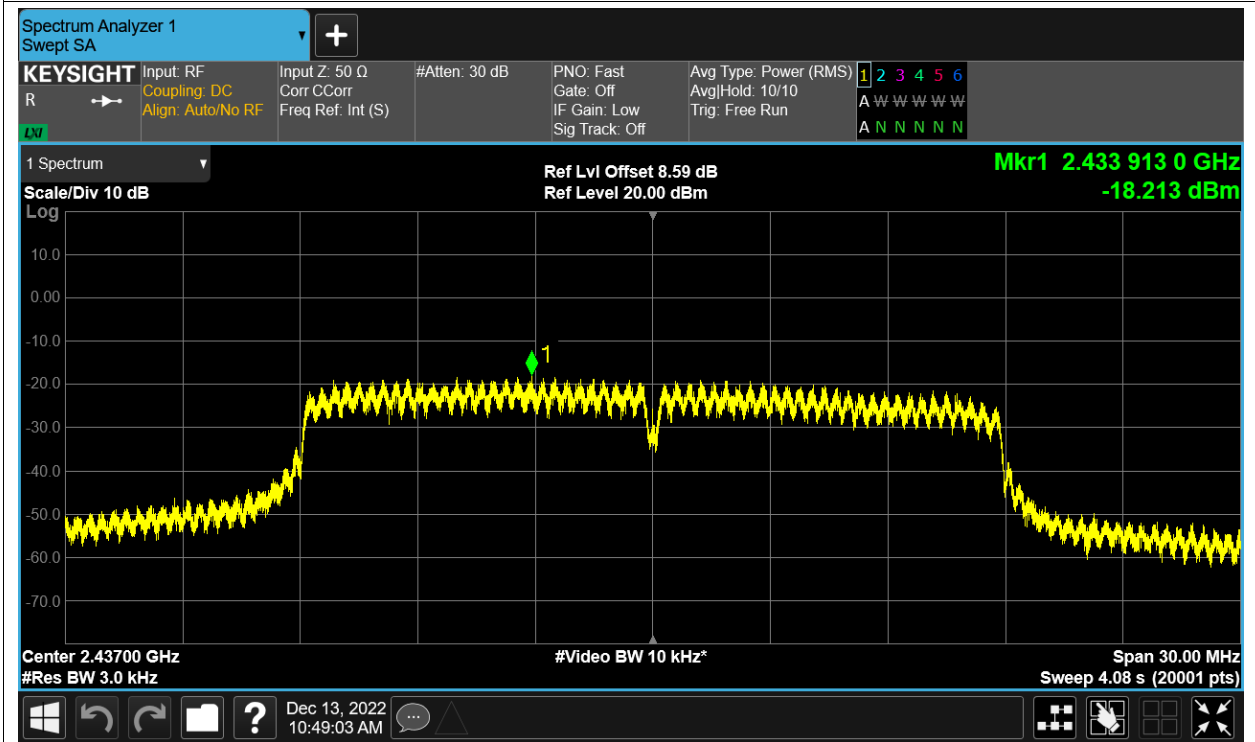 Spectrum Analyzer 1
Swept SA
+
KEYSIGHT
R
LXI
Input: RF
Coupling: DC
Align: Auto/No RF
Input Z: 50 Ω
Corr CCorr
Freq Ref: Int (S)
#Atten: 30 dB
PNO: Fast
Gate: Off
IF Gain: Low
Sig Track: Off
Avg Type: Power (RMS)
Avg|Hold: 10/10
Trig: Free Run
1 2 3 4 5 6
A W W W W W
A N N N N N
1 Spectrum
Scale/Div 10 dB
Log
Ref Lvl Offset 8.59 dB
Ref Level 20.00 dBm
Mkr1 2.433 913 0 GHz
-18.213 dBm
10.0
0.00
-10.0
-20.0
-30.0
-40.0
-50.0
-60.0
-70.0
1
Center 2.43700 GHz
#Res BW 3.0 kHz
#Video BW 10 kHz*
Span 30.00 MHz
Sweep 4.08 s (20001 pts)
?
Dec 13, 2022
10:49:03 AM